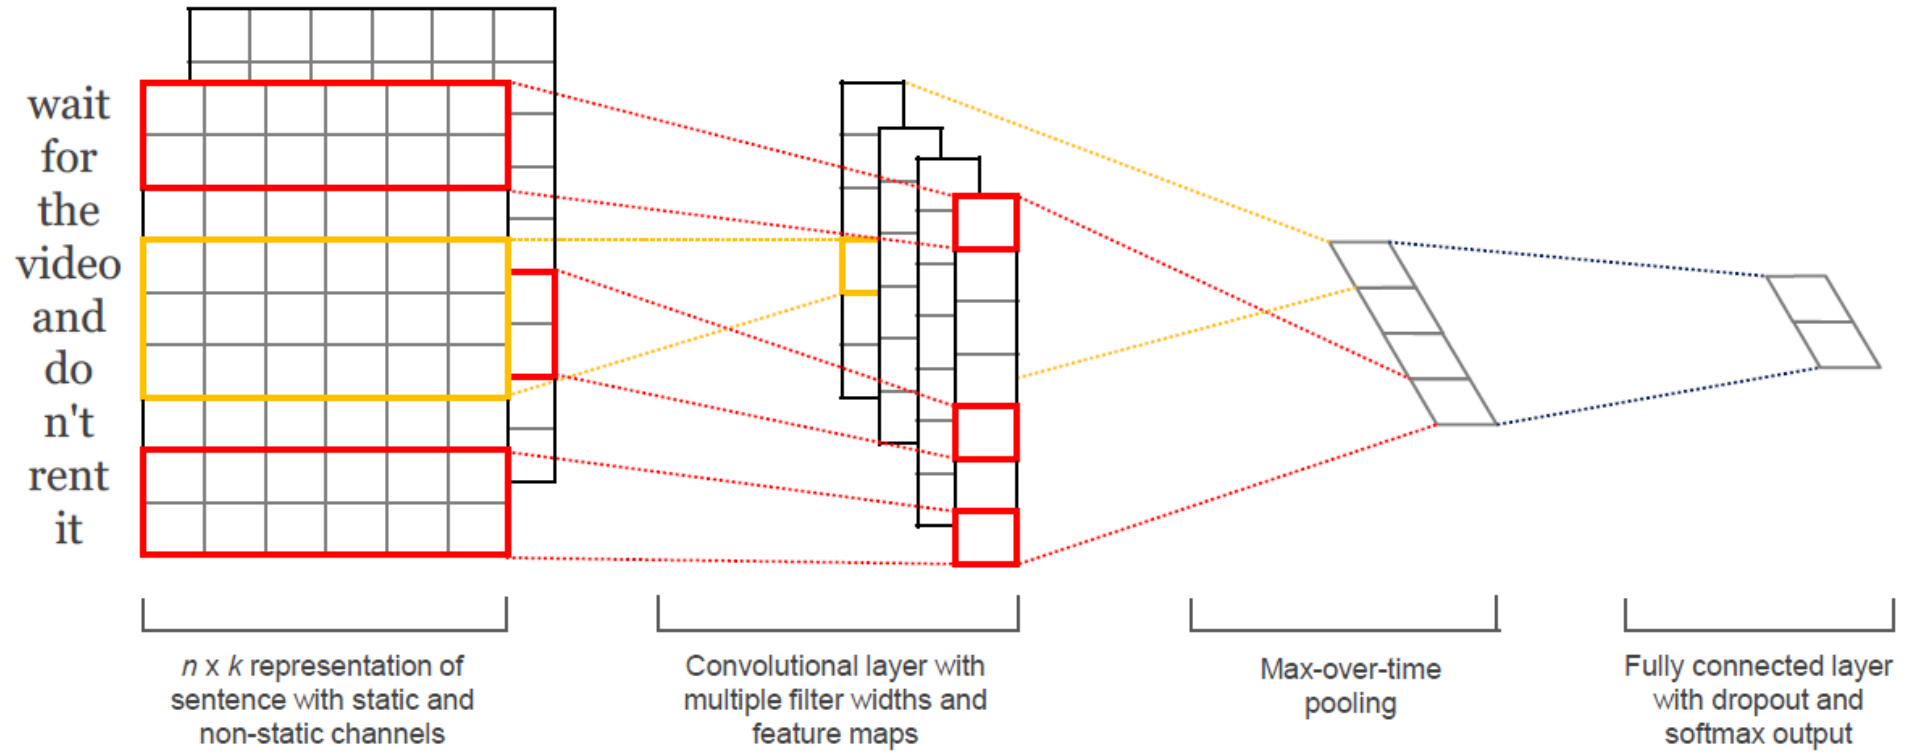 wait
for
the
video
and
do
n't
rent
it
n x k representation of
sentence with static and
non-static channels
Convolutional layer with
multiple filter widths and
feature maps
Max-over-time
pooling
Fully connected layer
with dropout and
softmax output